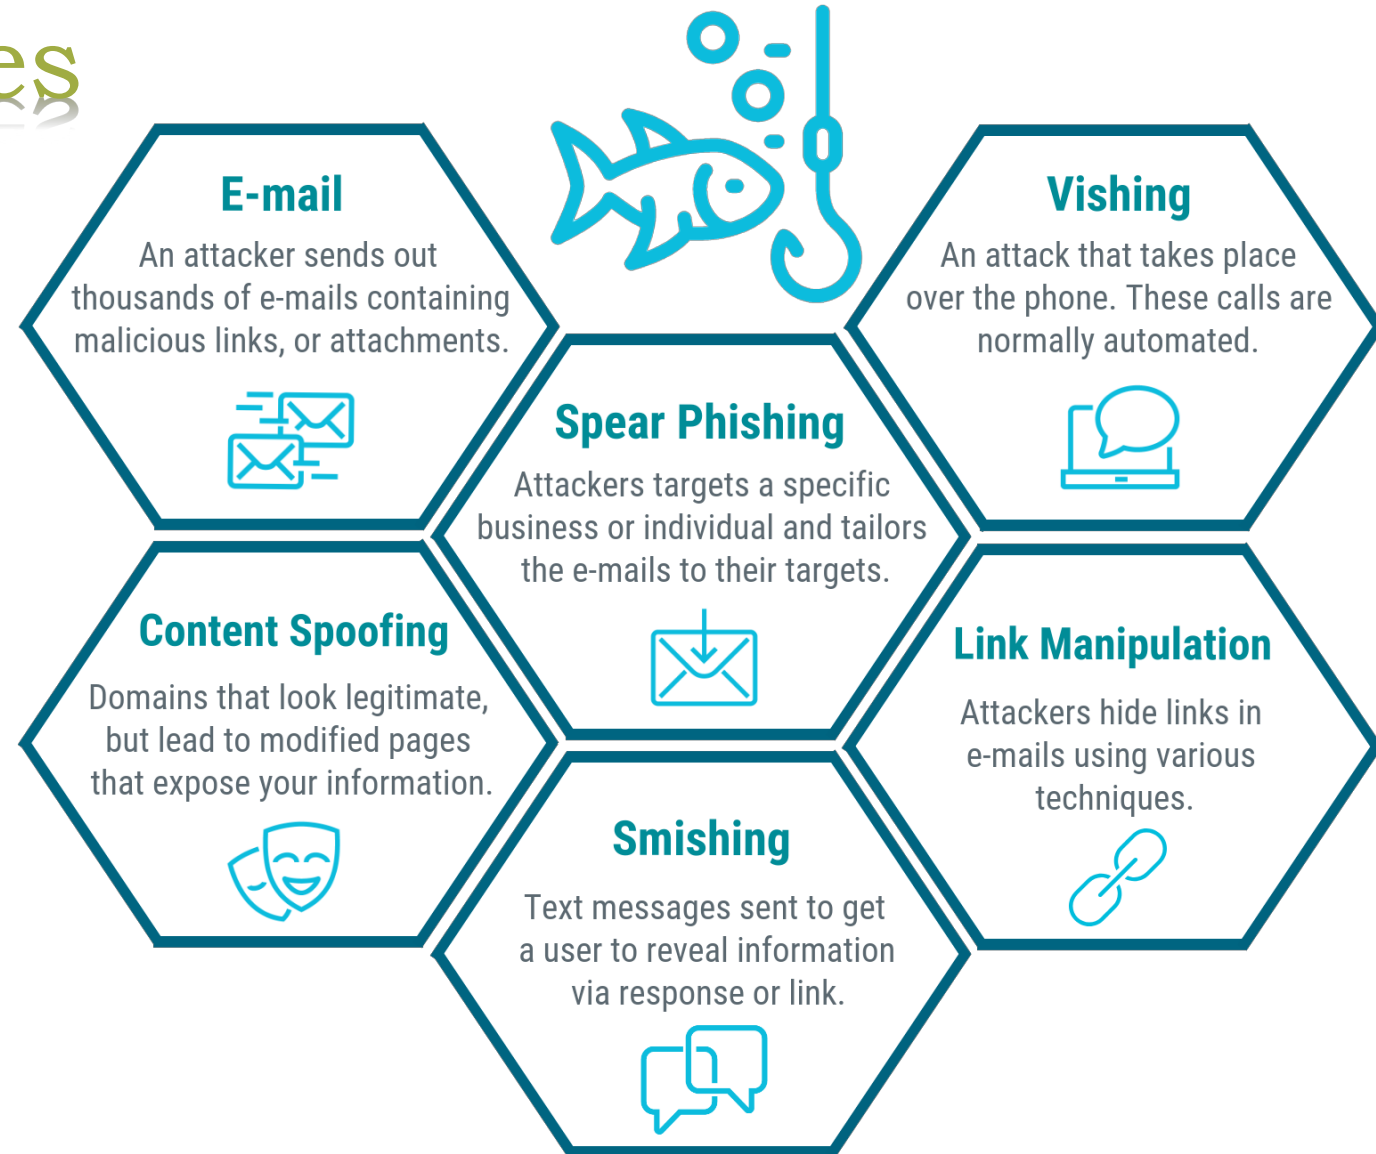 es
E-mail
An attacker sends out
thousands of e-mails containing
malicious links, or attachments.
Vishing
An attack that takes place
over the phone. These calls are
normally automated.
Spear Phishing
Attackers targets a specific
business or individual and tailors
the e-mails to their targets.
Content Spoofing
Domains that look legitimate,
but lead to modified pages
that expose your information.
Link Manipulation
Attackers hide links in
e-mails using various
techniques.
Smishing
Text messages sent to get
a user to reveal information
via response or link.